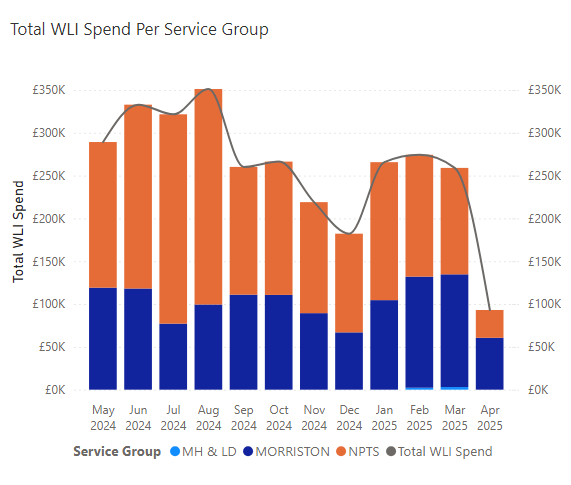 Total WLI Spend Per Service Group
£350K £350K
£300K £300K
£250K £250K
£200K £200K
£150K £150K
£100K £100K
£50K £50K
£0K £0K
Total WLI Spend
May Jun Jul Aug Sep Oct Nov Dec Jan Feb Mar Apr
2024 2024 2024 2024 2024 2024 2024 2024 2025 2025 2025 2025
Service Group MH & LD MORRISTON NPTS Total WLI Spend